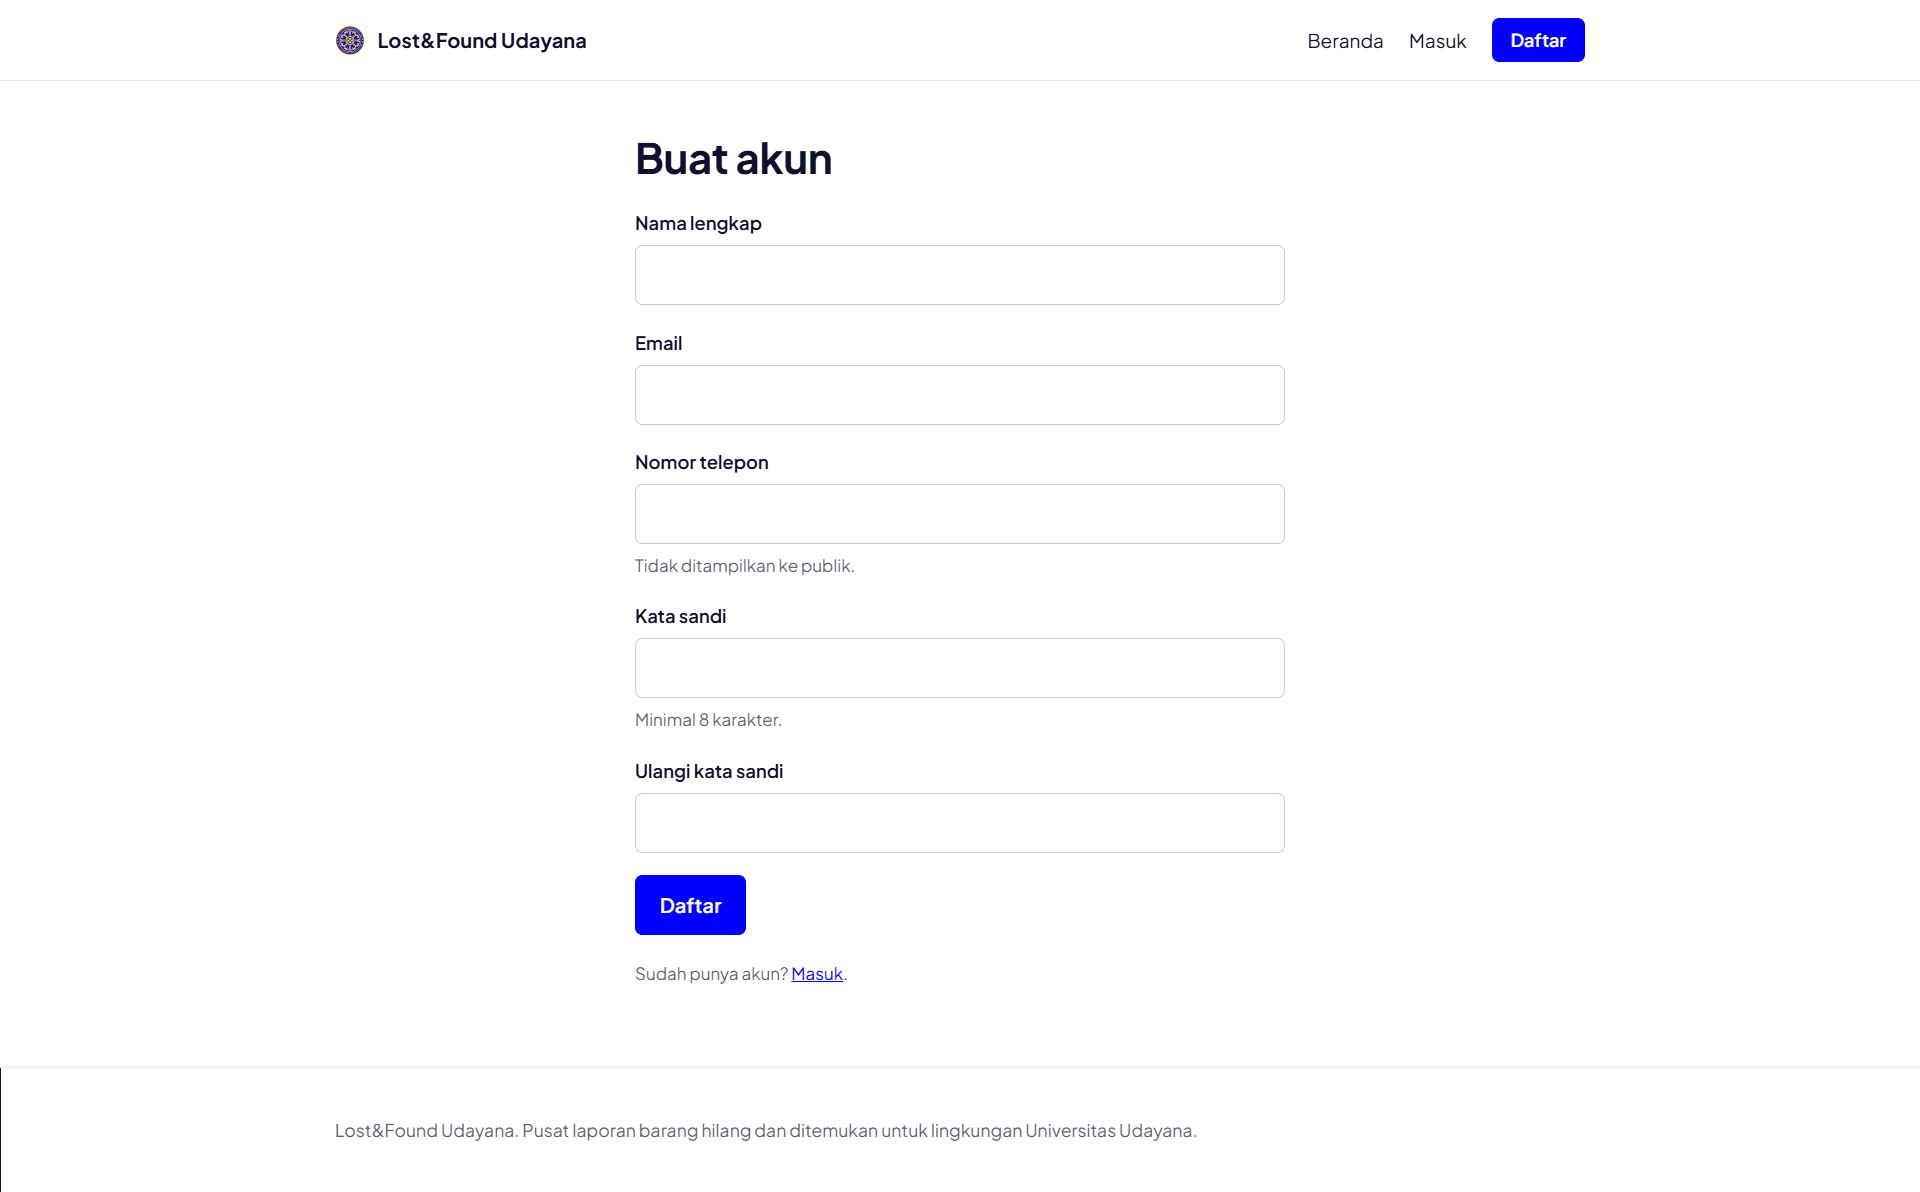 Lost&Found Udayana
Beranda
Masuk
Daftar
Buat akun
Nama lengkap
Email
Nomor telepon
Tidak ditampilkan ke publik.
Kata sandi
Minimal 8 karakter.
Ulangi kata sandi
Daftar
Sudah punya akun? Masuk.
Lost&Found Udayana. Pusat laporan barang hilang dan ditemukan untuk lingkungan Universitas Udayana.